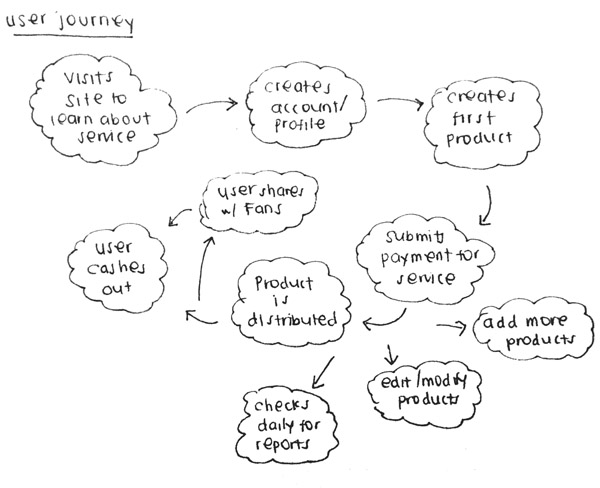 user journey
visits
site to
learn about
service
creates
account/
profile
creates
first
product
submits
payment for
service
Product
is
distributed
user shares
w/ Fans
user
cashes
out
add more
products
edit/modify
products
checks
daily for
reports